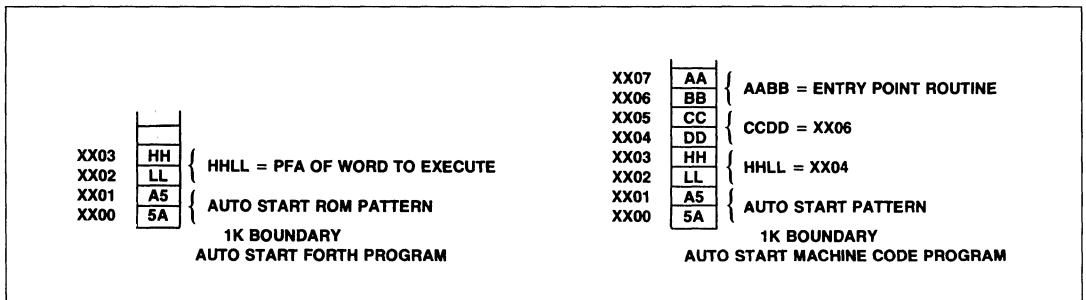 XX03 HH
HHLL = PFA OF WORD TO EXECUTE
XX02 LL
XX01 A5
AUTO START ROM PATTERN
XX00 5A
1K BOUNDARY
AUTO START FORTH PROGRAM
XX07 AA
AABB = ENTRY POINT ROUTINE
XX06 BB
XX05 CC
CCDD = XX06
XX04 DD
XX03 HH
HHLL = XX04
XX02 LL
XX01 A5
AUTO START PATTERN
XX00 5A
1K BOUNDARY
AUTO START MACHINE CODE PROGRAM